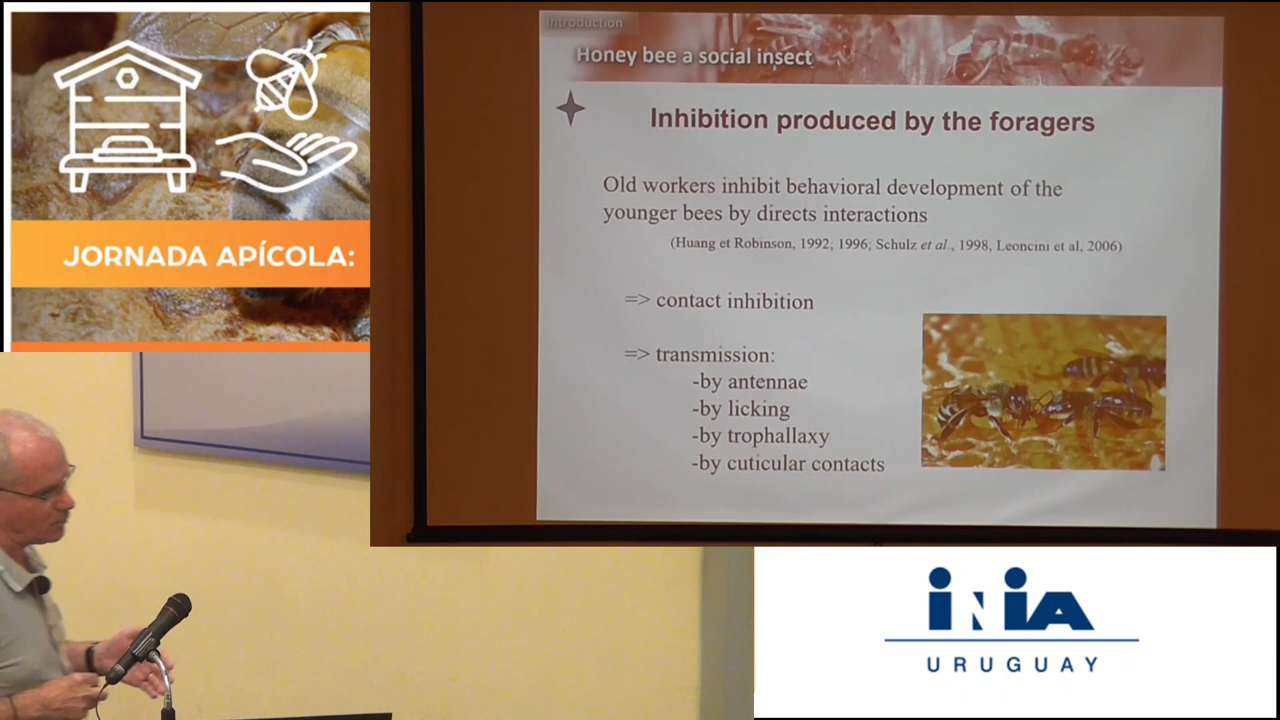 JORNADA APÍCOLA:
Introduction
Honey bee a social insect
Inhibition produced by the foragers
Old workers inhibit behavioral development of the
younger bees by directs interactions
(Huang et Robinson, 1992; 1996; Schulz et al., 1998, Leoncini et al, 2006)
=> contact inhibition
=> transmission:
-by antennae
-by licking
-by trophallaxy
-by cuticular contacts
inia
URUGUAY